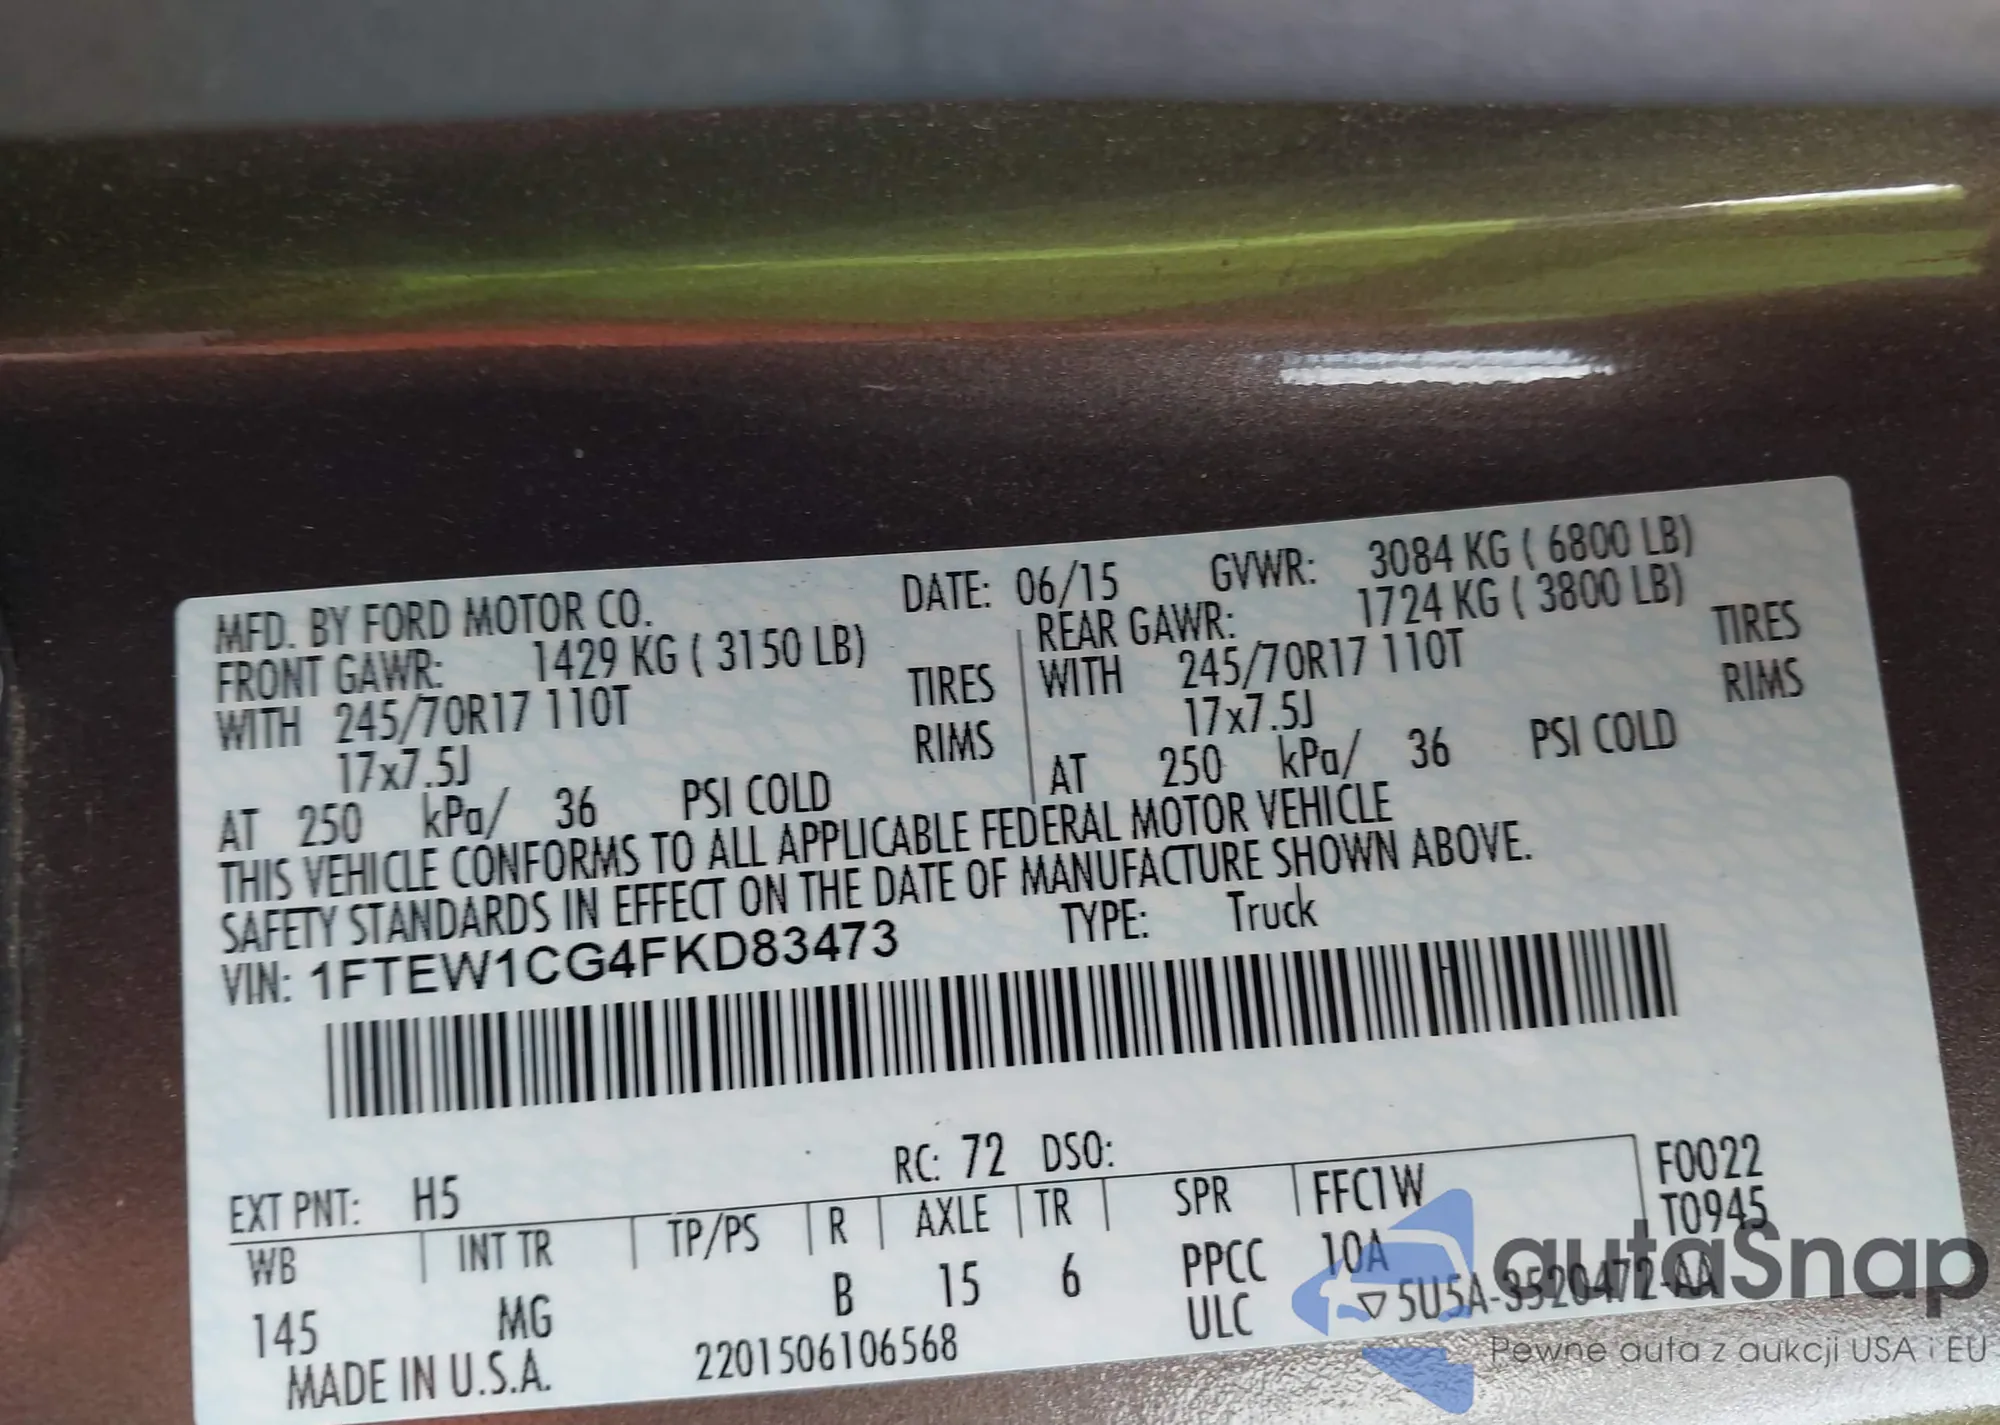 MFD. BY FORD MOTOR CO. DATE: 06/15 GVWR: 3084 KG ( 6800 LB)
FRONT GAWR: 1429 KG ( 3150 LB) REAR GAWR: 1724 KG ( 3800 LB)
WITH 245/70R17 110T TIRES WITH 245/70R17 110T TIRES
17x7.5J RIMS 17x7.5J RIMS
AT 250 kPa/ 36 PSI COLD AT 250 kPa/ 36 PSI COLD
THIS VEHICLE CONFORMS TO ALL APPLICABLE FEDERAL MOTOR VEHICLE
SAFETY STANDARDS IN EFFECT ON THE DATE OF MANUFACTURE SHOWN ABOVE.
VIN: 1FTEW1CG4FKD83473 TYPE: Truck
EXT PNT: H5 RC: 72 DSO: F0022
WB INT TR TP/PS R AXLE TR SPR FFC1W T0945
145 MG B 15 6 PPCC 10A
ULC ▽5U5A-3520472-AA
MADE IN U.S.A. 2201506106568
autaSnap
Pewne auta z aukcji USA i EU